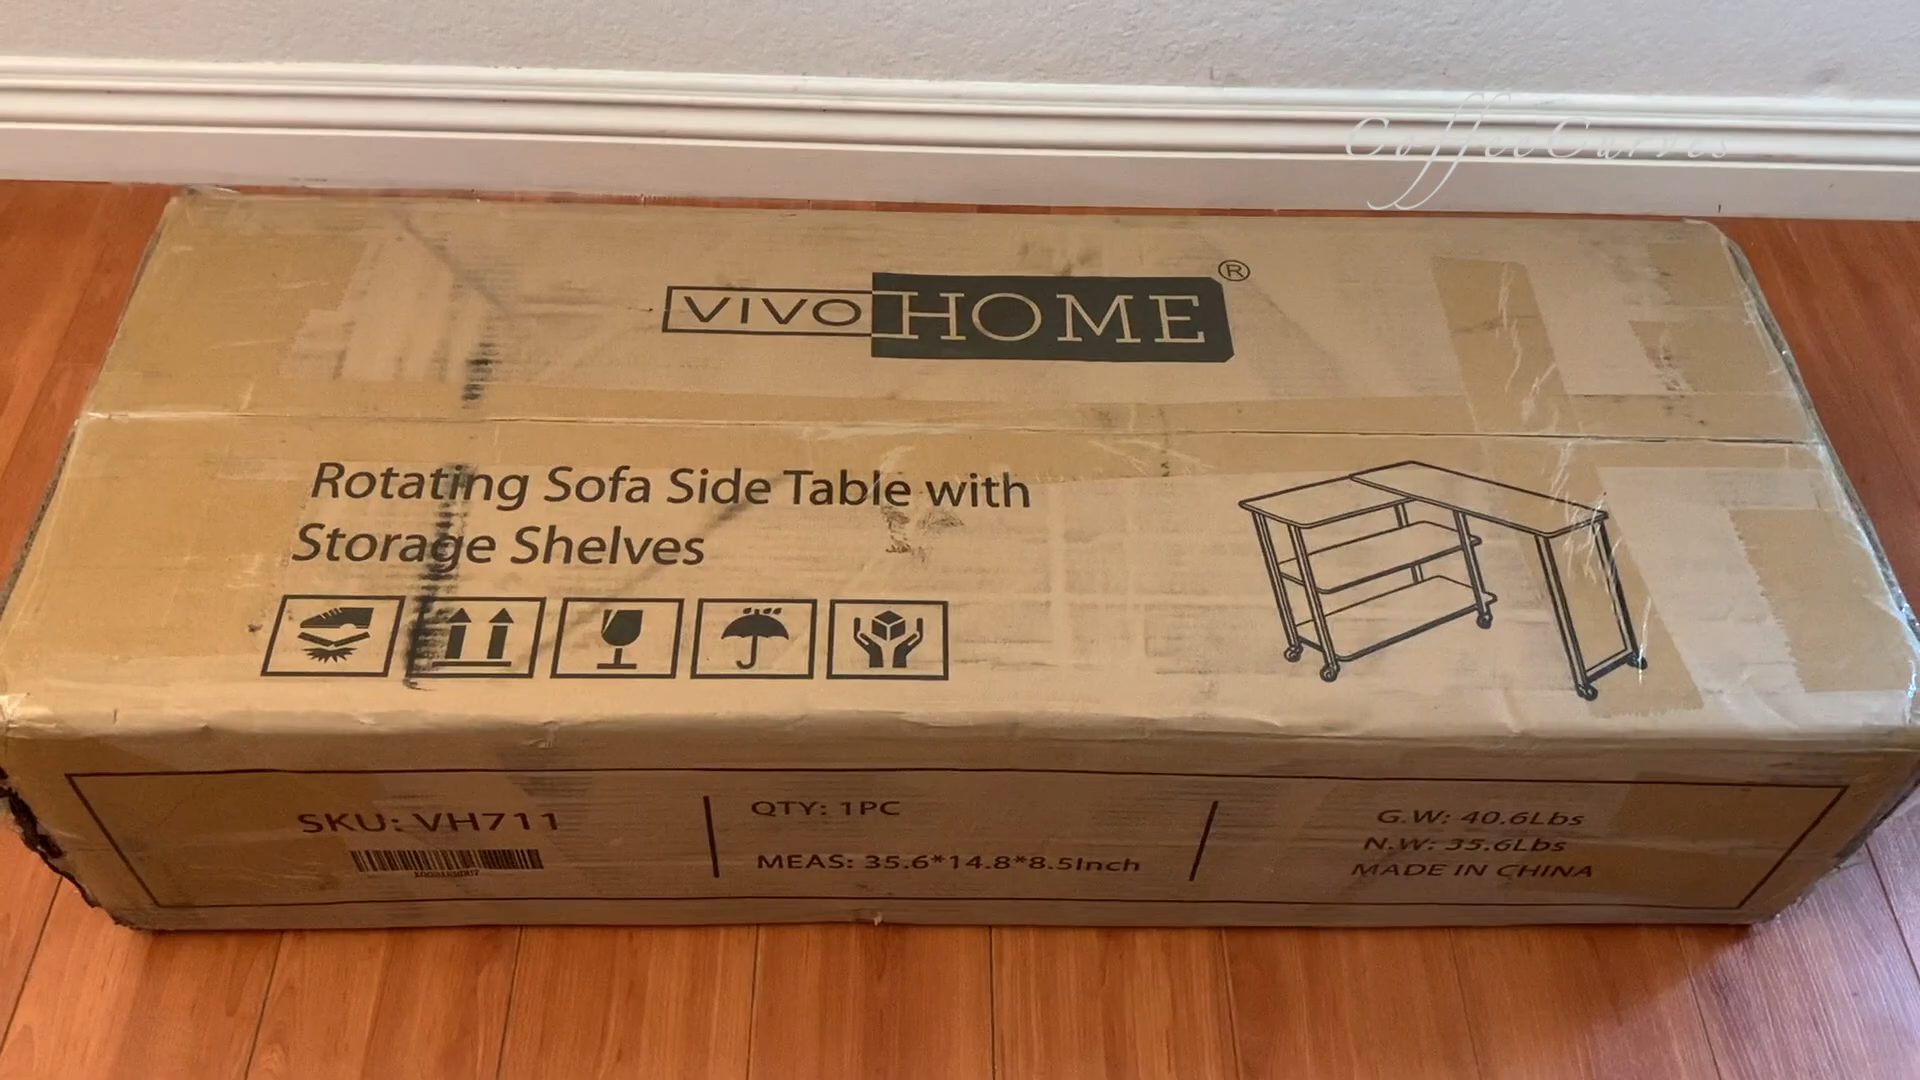 CoffeeCurves
VIVO HOME®
Rotating Sofa Side Table with
Storage Shelves
SKU: VH711
QTY: 1PC
MEAS: 35.6*14.8*8.5Inch
G.W: 40.6Lbs
N.W: 35.6Lbs
MADE IN CHINA